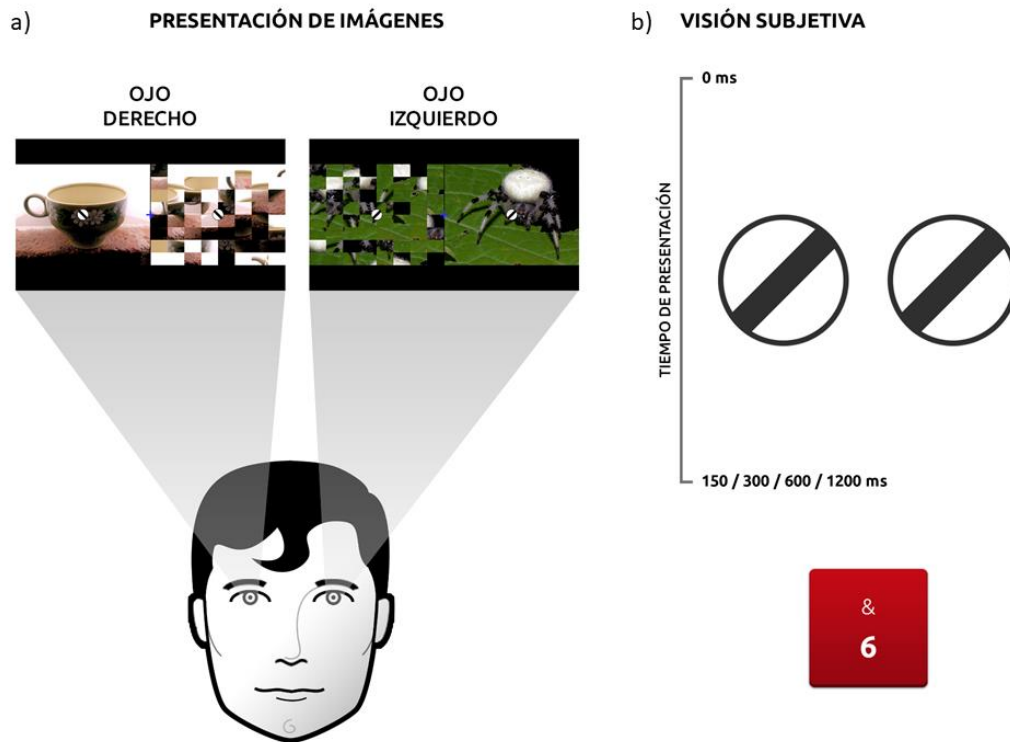 a) PRESENTACIÓN DE IMÁGENES
OJO
DERECHO
OJO
IZQUIERDO
b) VISIÓN SUBJETIVA
0 ms
TIEMPO DE PRESENTACIÓN
150 / 300 / 600 / 1200 ms
&
6